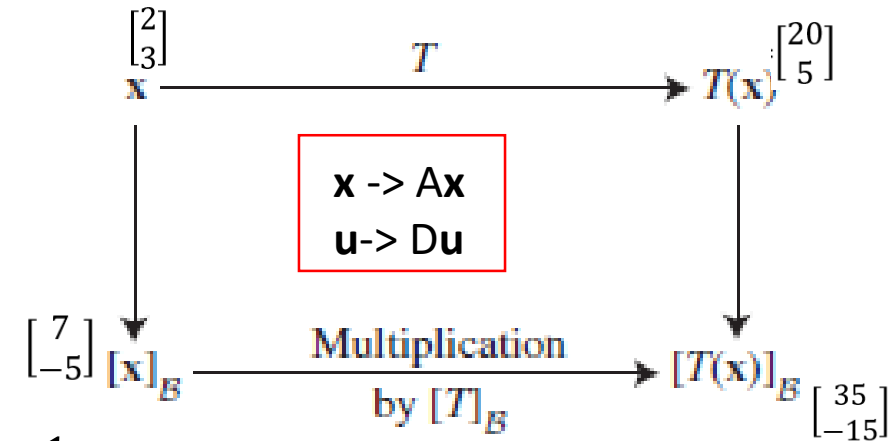 [2
3]
T
x
T(x)
[20
5]
x -> Ax
u-> Du
[7
-5]
[x]_B
Multiplication
by [T]_B
[T(x)]_B
[35
-15]